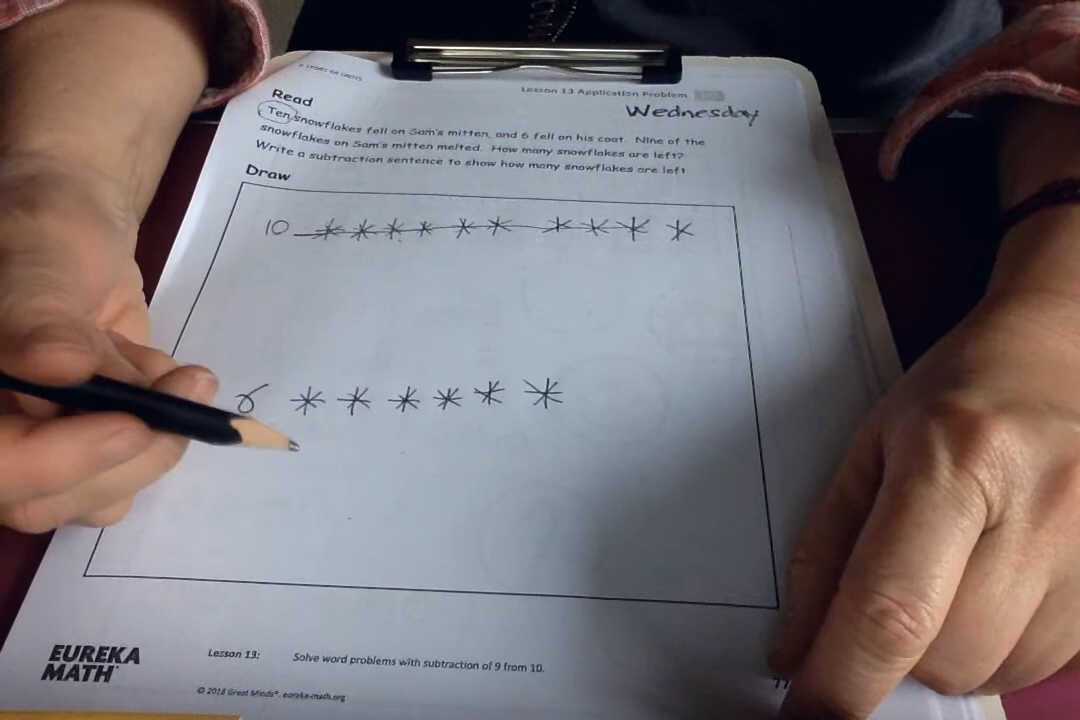 A STORY OF UNITS
Lesson 13 Application Problem
Read
Wednesday
Ten snowflakes fell on Sam's mitten, and 6 fell on his coat. Nine of the
snowflakes on Sam's mitten melted. How many snowflakes are left?
Write a subtraction sentence to show how many snowflakes are left
Draw
10
6
EUREKA
MATH
Lesson 13: Solve word problems with subtraction of 9 from 10.
© 2018 Great Minds®. eureka-math.org